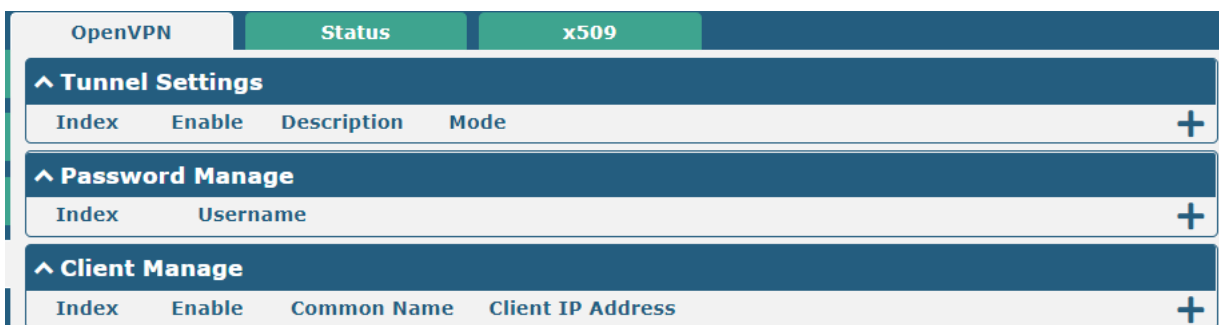 OpenVPN Status x509
Tunnel Settings
Index Enable Description Mode
Password Manage
Index Username
Client Manage
Index Enable Common Name Client IP Address